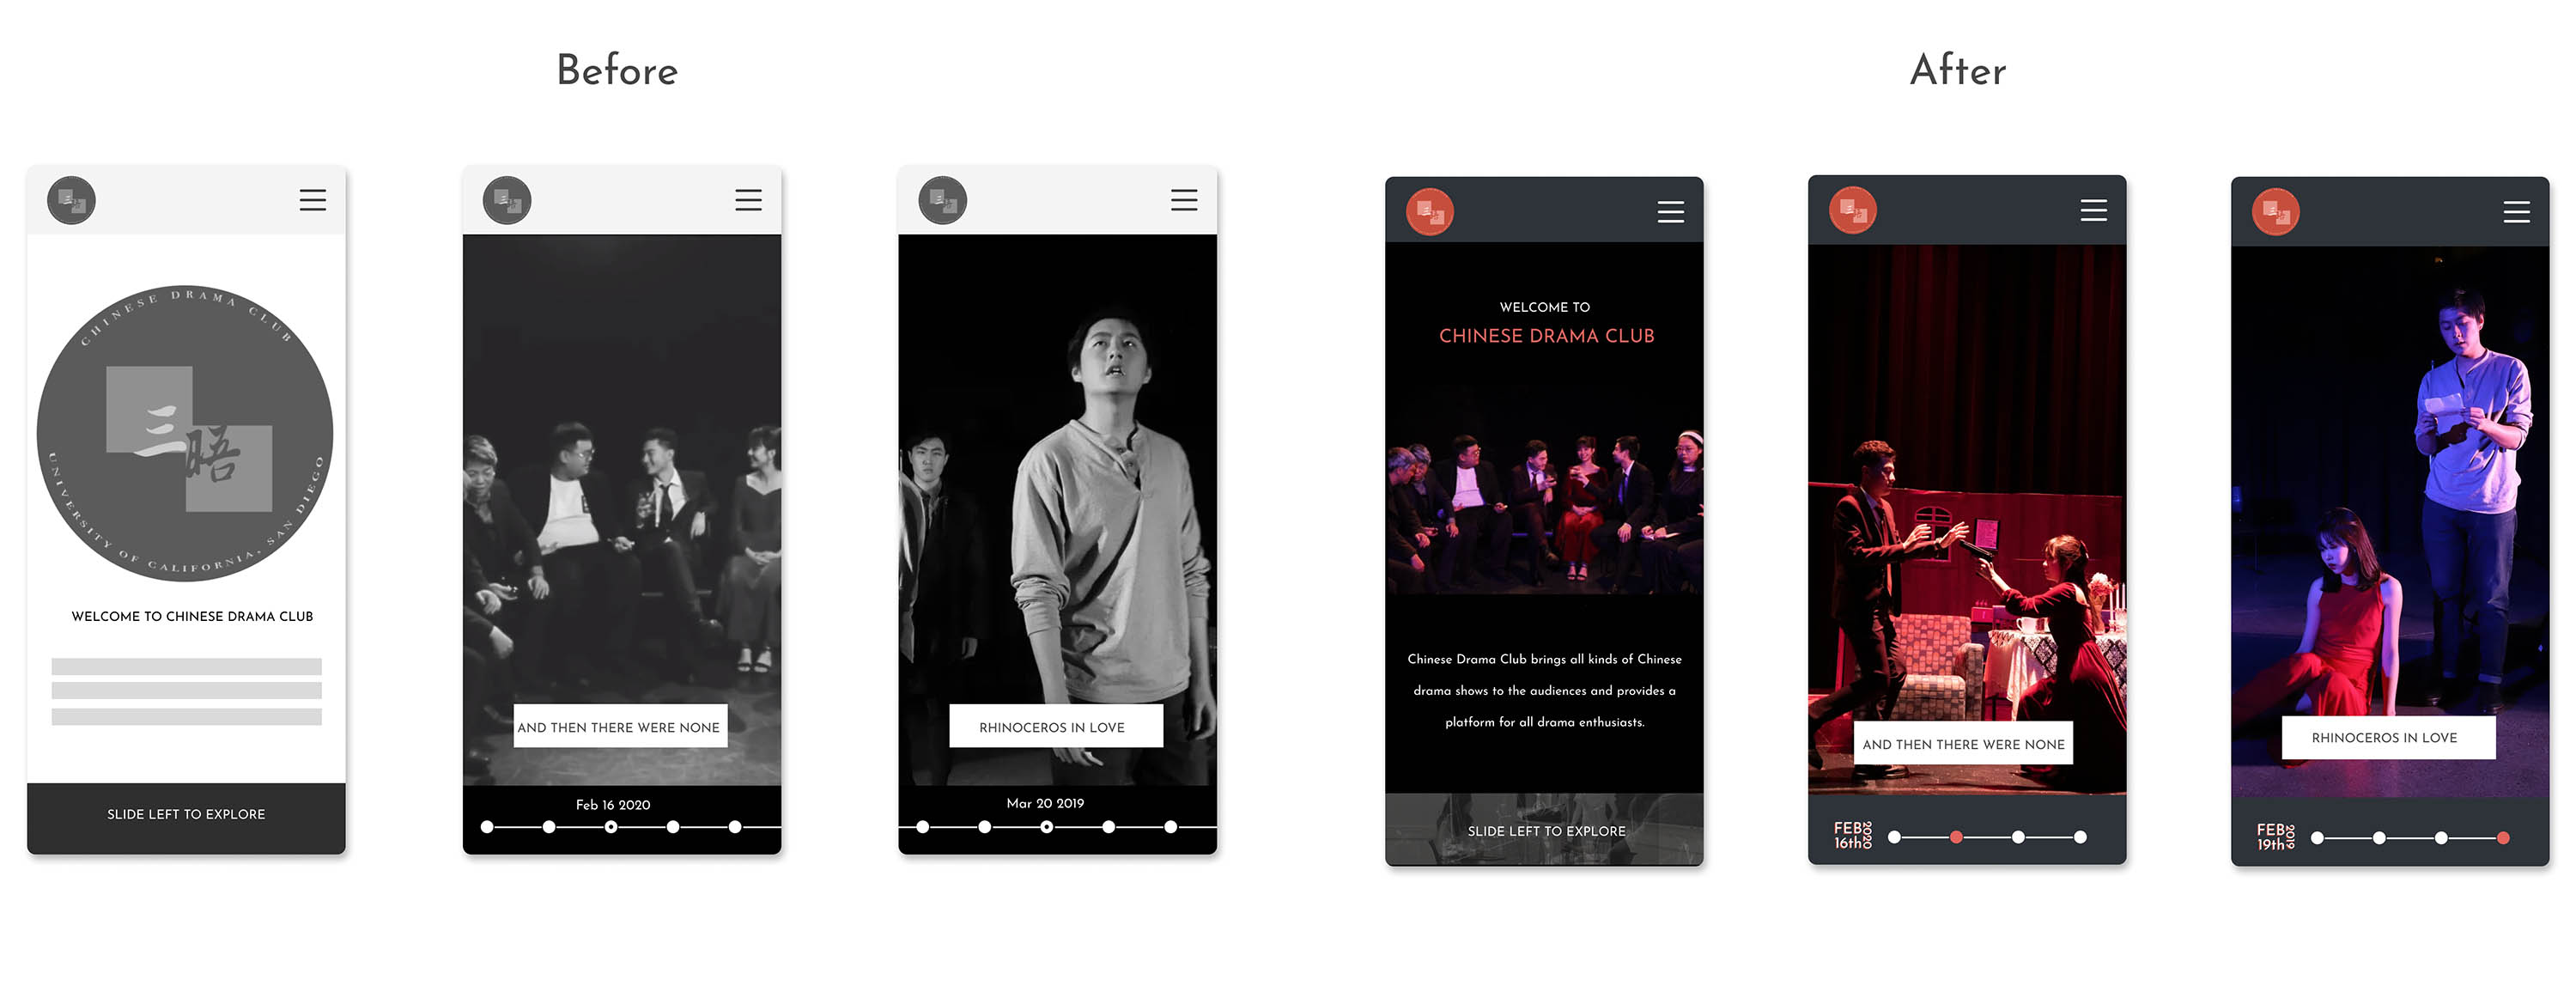 Before
After
CHINESE DRAMA CLUB
三
晤
UNIVERSITY OF CALIFORNIA, SAN DIEGO
WELCOME TO CHINESE DRAMA CLUB
SLIDE LEFT TO EXPLORE
AND THEN THERE WERE NONE
Feb 16 2020
RHINOCEROS IN LOVE
Mar 20 2019
WELCOME TO
CHINESE DRAMA CLUB
Chinese Drama Club brings all kinds of Chinese
drama shows to the audiences and provides a
platform for all drama enthusiasts.
SLIDE LEFT TO EXPLORE
AND THEN THERE WERE NONE
FEB 2020
16th
RHINOCEROS IN LOVE
FEB 2019
19th